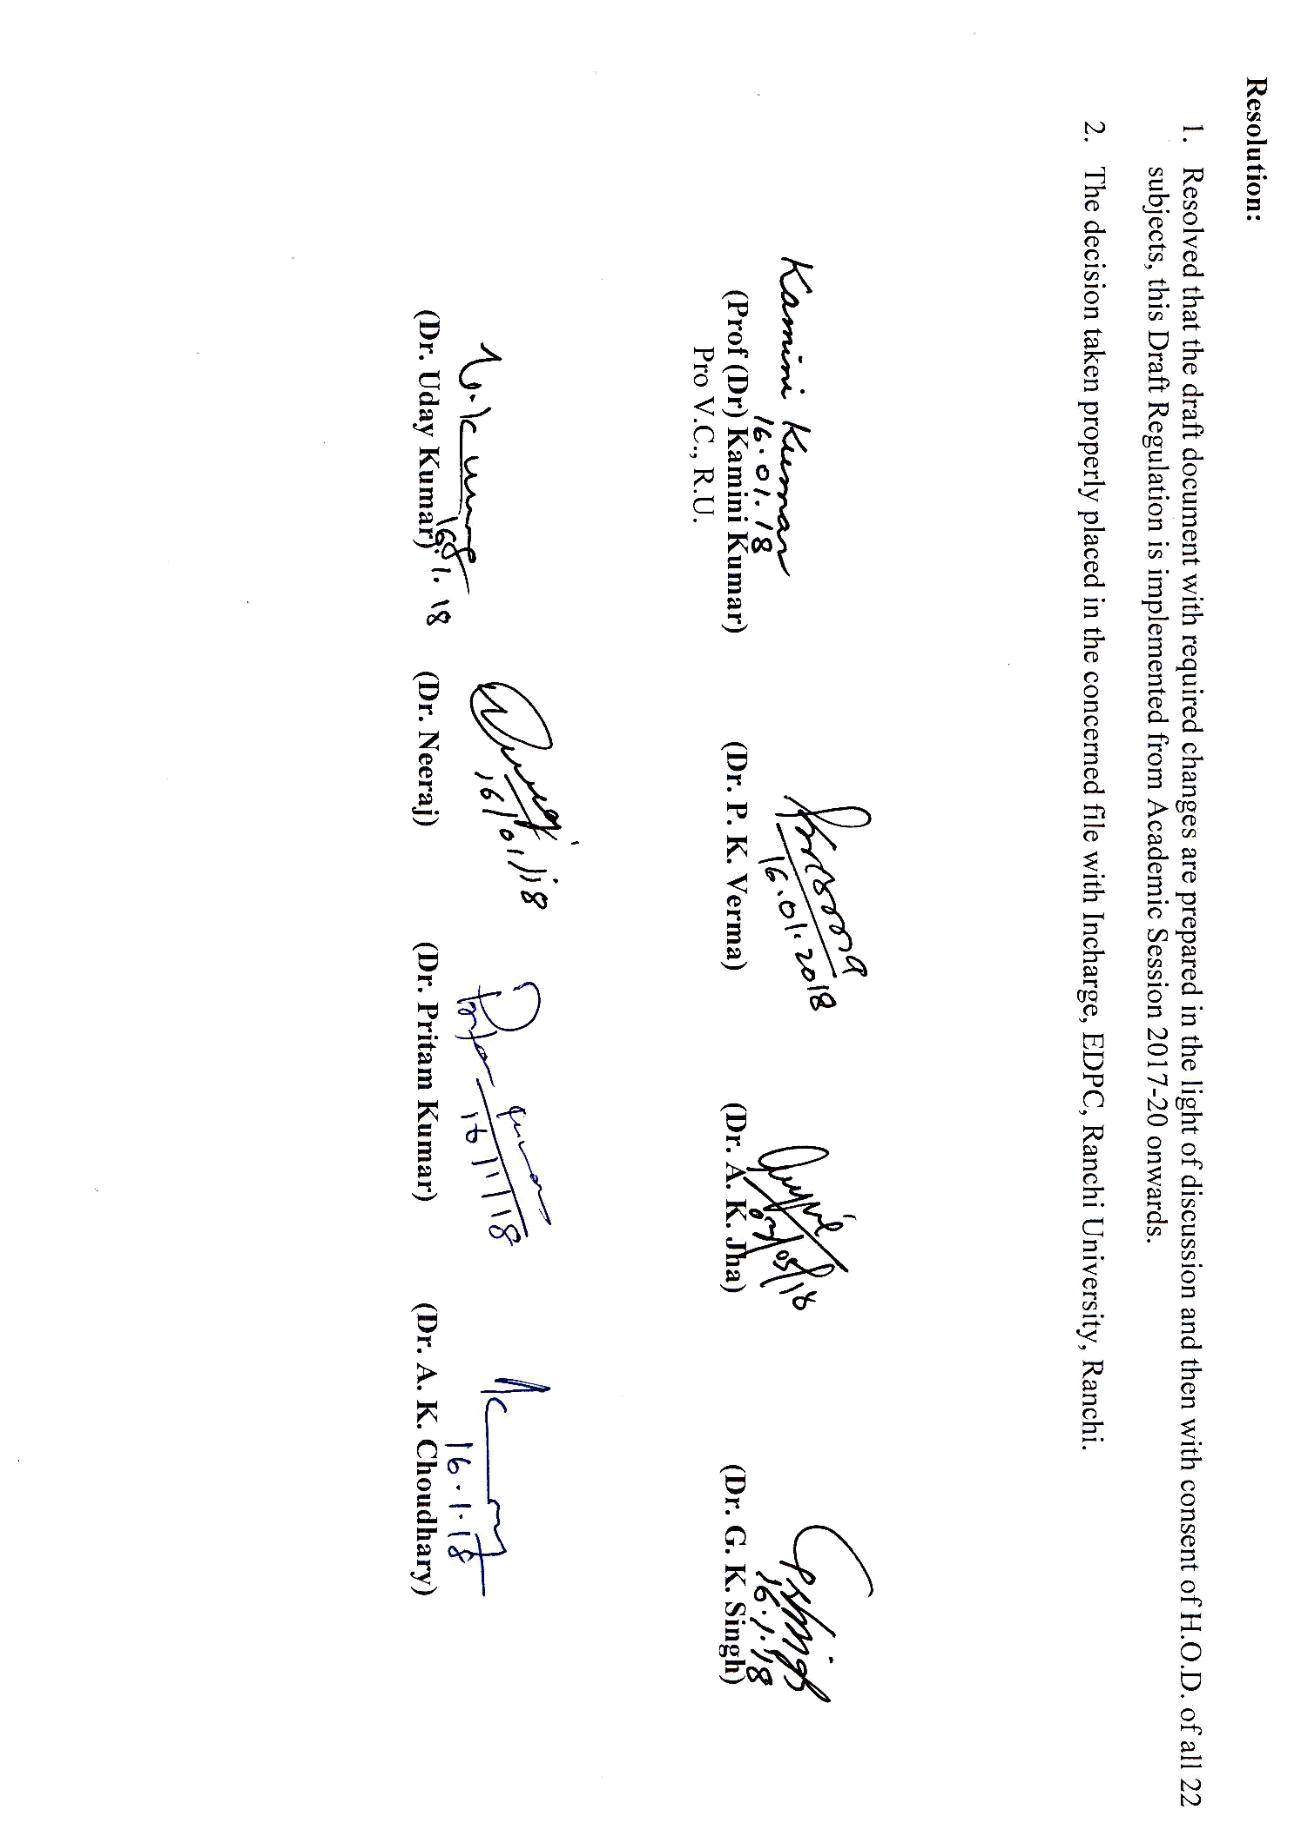 Resolution:
1. Resolved that the draft document with required changes are prepared in the light of discussion and then with consent of H.O.D. of all 22
subjects, this Draft Regulation is implemented from Academic Session 2017-20 onwards.
2. The decision taken properly placed in the concerned file with Incharge, EDPC, Ranchi University, Ranchi.
Kamini Kumar
16.01.18
16.01.2018
16.1.18
(Prof (Dr) Kamini Kumar) (Dr. P. K. Verma) (Dr. A. K. Jha) (Dr. G. K. Singh)
Pro V.C., R.U.
U. Kumar
16.1.18
16/01/18
16/1/18
16.1.18
(Dr. Uday Kumar) (Dr. Neeraj) (Dr. Pritam Kumar) (Dr. A. K. Choudhary)